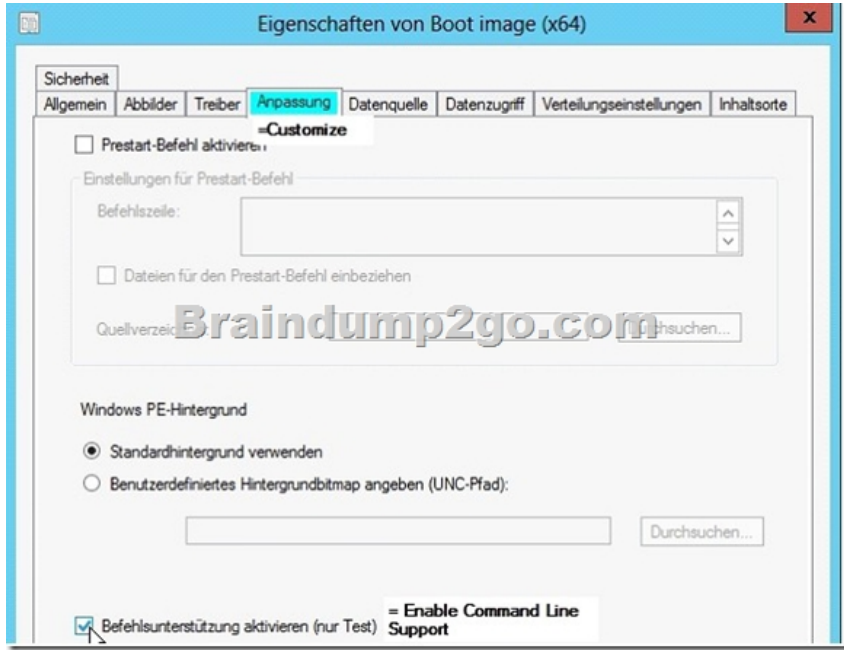 Eigenschaften von Boot image (x64)
x
Sicherheit
Allgemein Abbilder Treiber Anpassung Datenquelle Datenzugriff Verteilungseinstellungen Inhaltsorte
=Customize
Prestart-Befehl aktivieren
Einstellungen für Prestart-Befehl
Befehlszeile:
Dateien für den Prestart-Befehl einbeziehen
Braindump2go.com
Windows PE-Hintergrund
Standardhintergrund verwenden
Benutzerdefiniertes Hintergrundbitmap angeben (UNC-Pfad):
Durchsuchen...
Befehlsunterstützung aktivieren (nur Test)
= Enable Command Line
Support